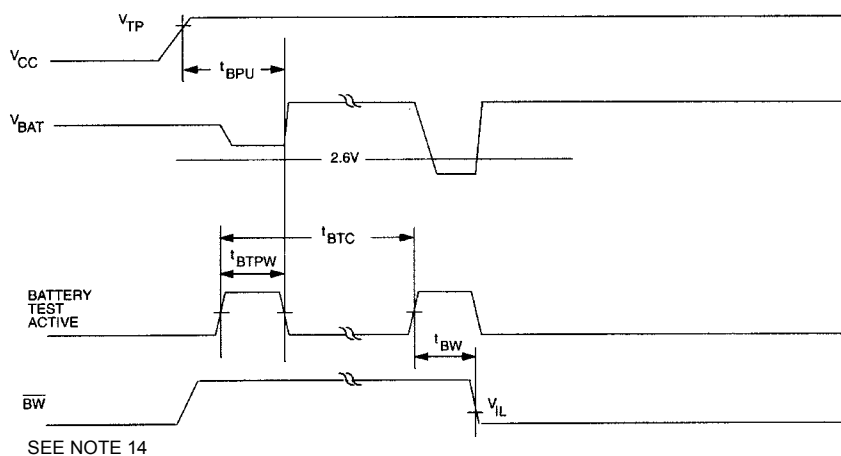 VTP
VCC
tBPU
VBAT
2.6V
tBTC
tBTPW
BATTERY
TEST
ACTIVE
tBW
BW
VIL
SEE NOTE 14